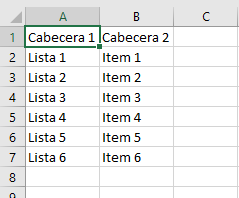 A B C
1 Cabecera 1 Cabecera 2
2 Lista 1 Item 1
3 Lista 2 Item 2
4 Lista 3 Item 3
5 Lista 4 Item 4
6 Lista 5 Item 5
7 Lista 6 Item 6
8
9